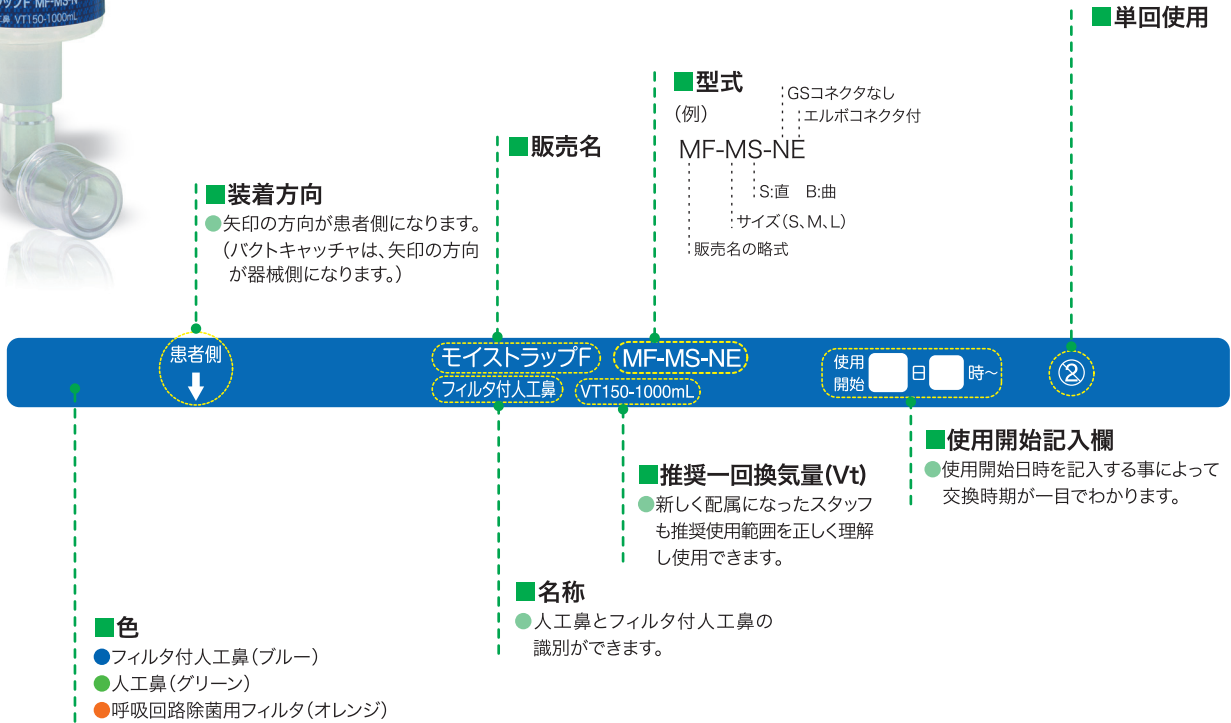 ップF MF-MS-N
人工鼻 VT150-1000mL
■単回使用
■型式
(例)
GSコネクタなし
エルボコネクタ付
MF-MS-NE
S:直 B:曲
サイズ(S、M、L)
販売名の略式
■販売名
■装着方向
●矢印の方向が患者側になります。
(バクトキャッチャは、矢印の方向
が器械側になります。)
患者側
↓
モイストラップF
MF-MS-NE
フィルタ付人工鼻
VT150-1000mL
使用
開始
日
時~
②
■使用開始記入欄
●使用開始日時を記入する事によって
交換時期が一目でわかります。
■推奨一回換気量(Vt)
●新しく配属になったスタッフ
も推奨使用範囲を正しく理解
し使用できます。
■名称
●人工鼻とフィルタ付人工鼻の
識別ができます。
■色
●フィルタ付人工鼻(ブルー)
●人工鼻(グリーン)
●呼吸回路除菌用フィルタ(オレンジ)